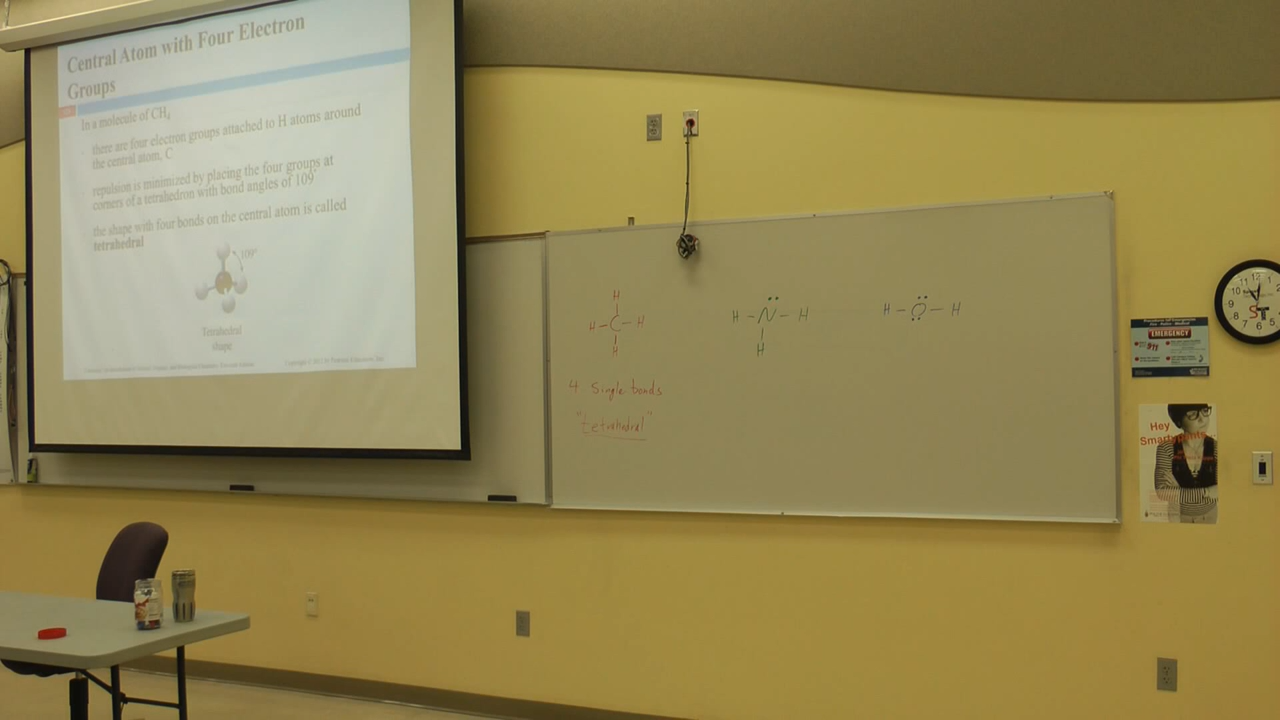 Central Atom with Four Electron
Groups
In a molecule of CH4
there are four electron groups attached to H atoms around
the central atom, C
repulsion is minimized by placing the four groups at
corners of a tetrahedron with bond angles of 109°
the shape with four bonds on the central atom is called
tetrahedral
109°
Tetrahedral
shape
H
H - C - H
H
4 single bonds
"tetrahedral"
H - N - H
H
H - O - H
EMERGENCY
911
Hey
ST